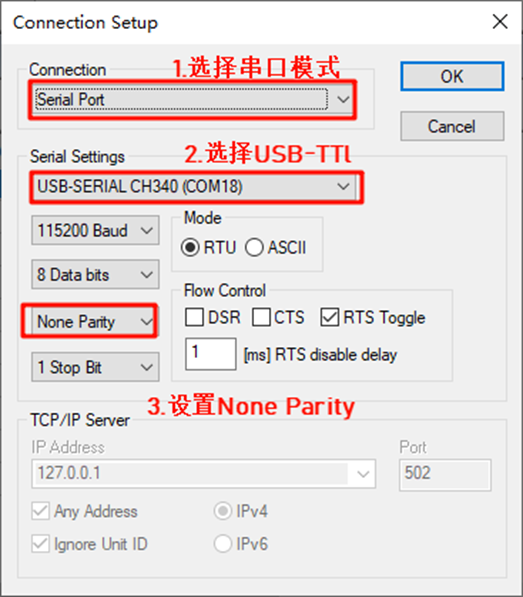 Connection Setup
Connection
1.选择串口模式
Serial Port
OK
Cancel
Serial Settings
2.选择USB-TTl
USB-SERIAL CH340 (COM18)
115200 Baud
Mode
RTU
ASCII
8 Data bits
None Parity
Flow Control
DSR
CTS
RTS Toggle
1
[ms] RTS disable delay
1 Stop Bit
3.设置None Parity
TCP/IP Server
IP Address
Port
127.0.0.1
502
Any Address
IPv4
Ignore Unit ID
IPv6